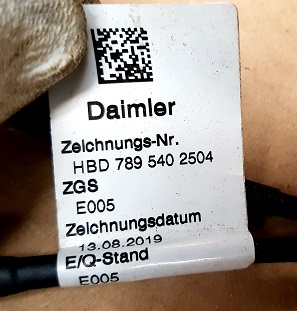 Daimler
Zeichnungs-Nr.
HBD 789 540 2504
ZGS
E005
Zeichnungsdatum
13.08.2019
E/Q-Stand
E005